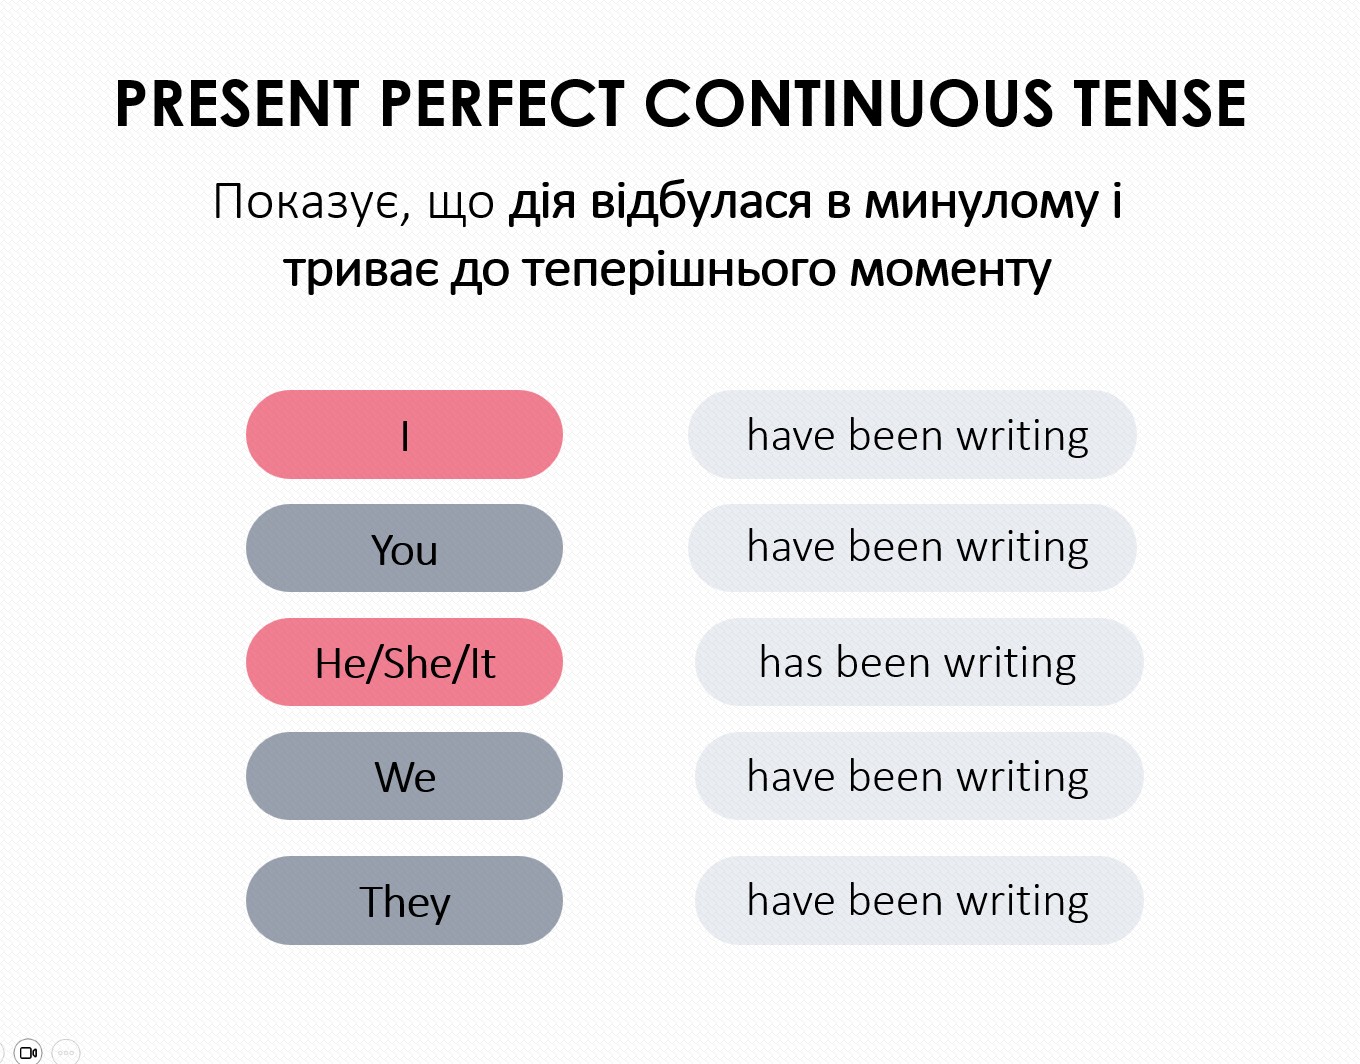 PRESENT PERFECT CONTINUOUS TENSE
Показує, що дія відбулася в минулому і
триває до теперішнього моменту
I have been writing
You have been writing
He/She/It has been writing
We have been writing
They have been writing